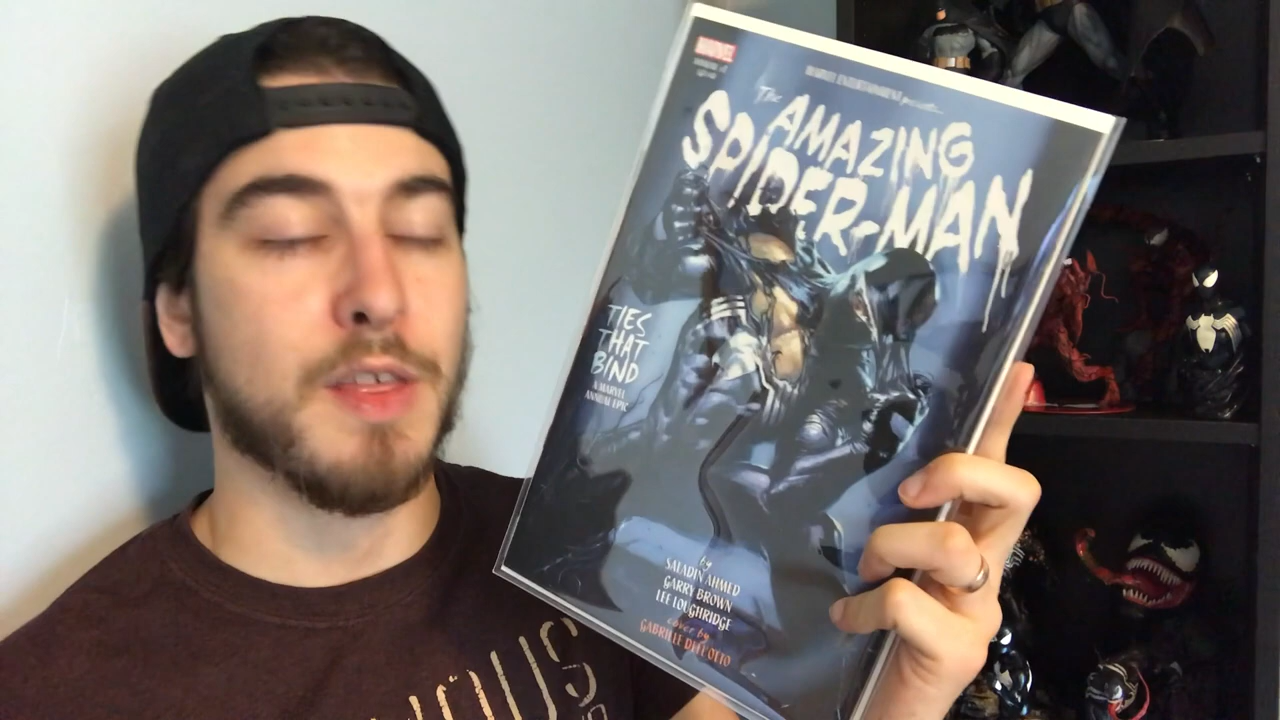 MARVEL
MARVEL ENTERTAINMENT presents...
The
AMAZING
SPIDER-MAN
TIES
THAT
BIND
A MARVEL
ANNUAL EPIC
by
SALADIN AHMED
GARRY BROWN
LEE LOUGHRIDGE
cover by
GABRIELE DELL'OTTO